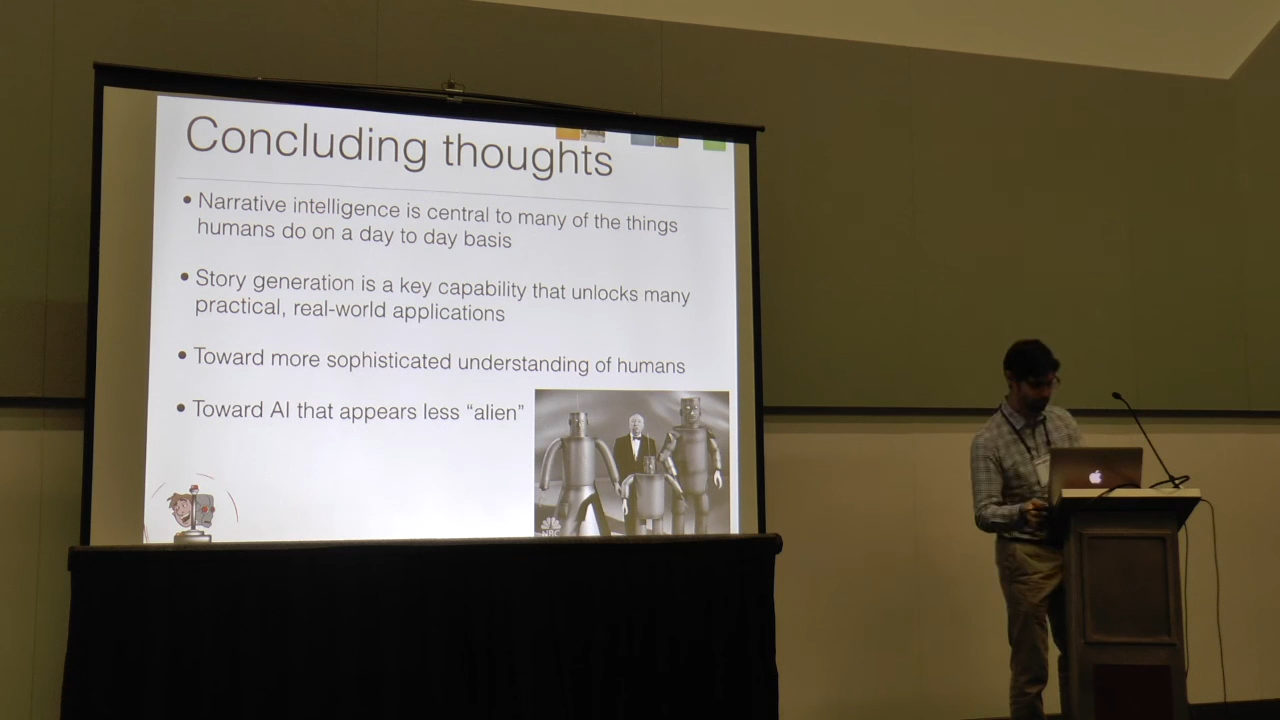 Concluding thoughts
• Narrative intelligence is central to many of the things
humans do on a day to day basis
• Story generation is a key capability that unlocks many
practical, real-world applications
• Toward more sophisticated understanding of humans
• Toward AI that appears less “alien”
NBC